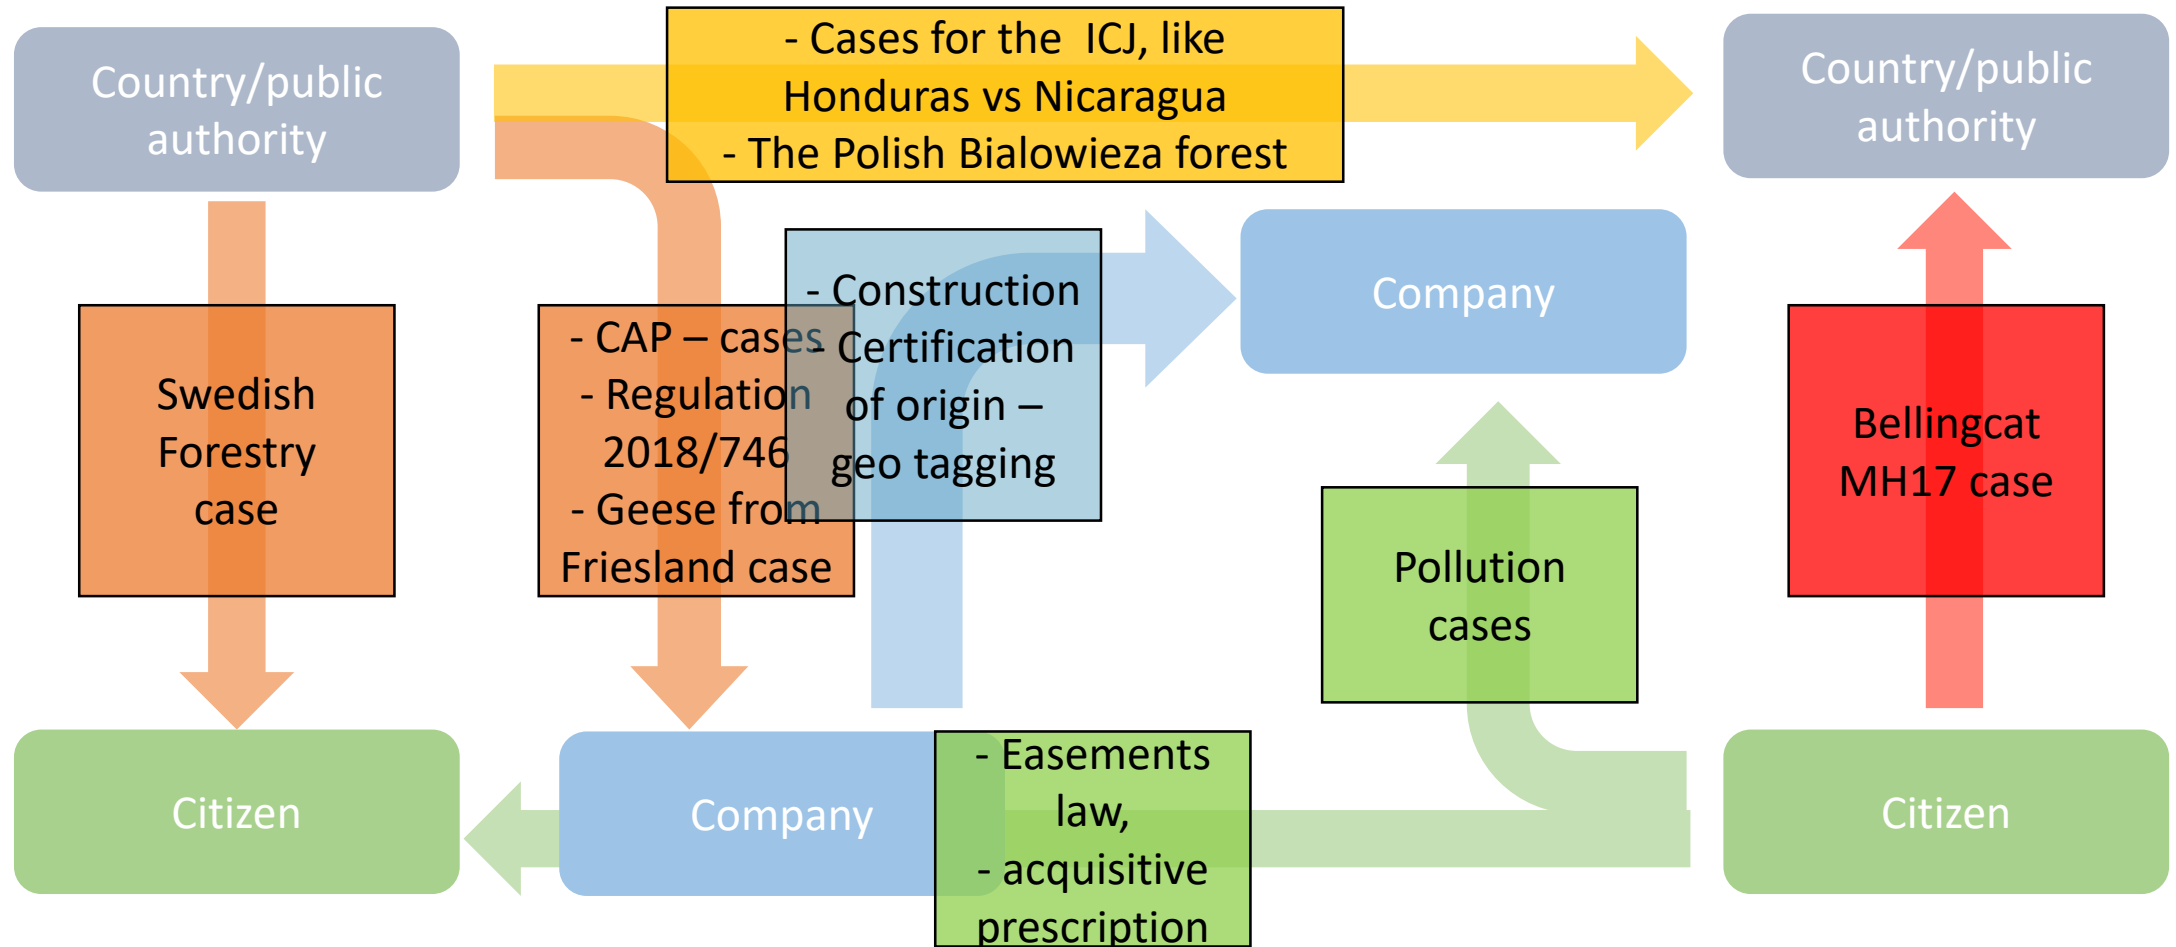 Country/public
authority
- Cases for the ICJ, like
Honduras vs Nicaragua
- The Polish Bialowieza forest
Country/public
authority
Company
Swedish
Forestry
case
- CAP – cases
- Regulation
2018/746
- Geese from
Friesland case
- Construction
- Certification
of origin –
geo tagging
Pollution
cases
Bellingcat
MH17 case
Citizen
Company
- Easements
law,
- acquisitive
prescription
Citizen